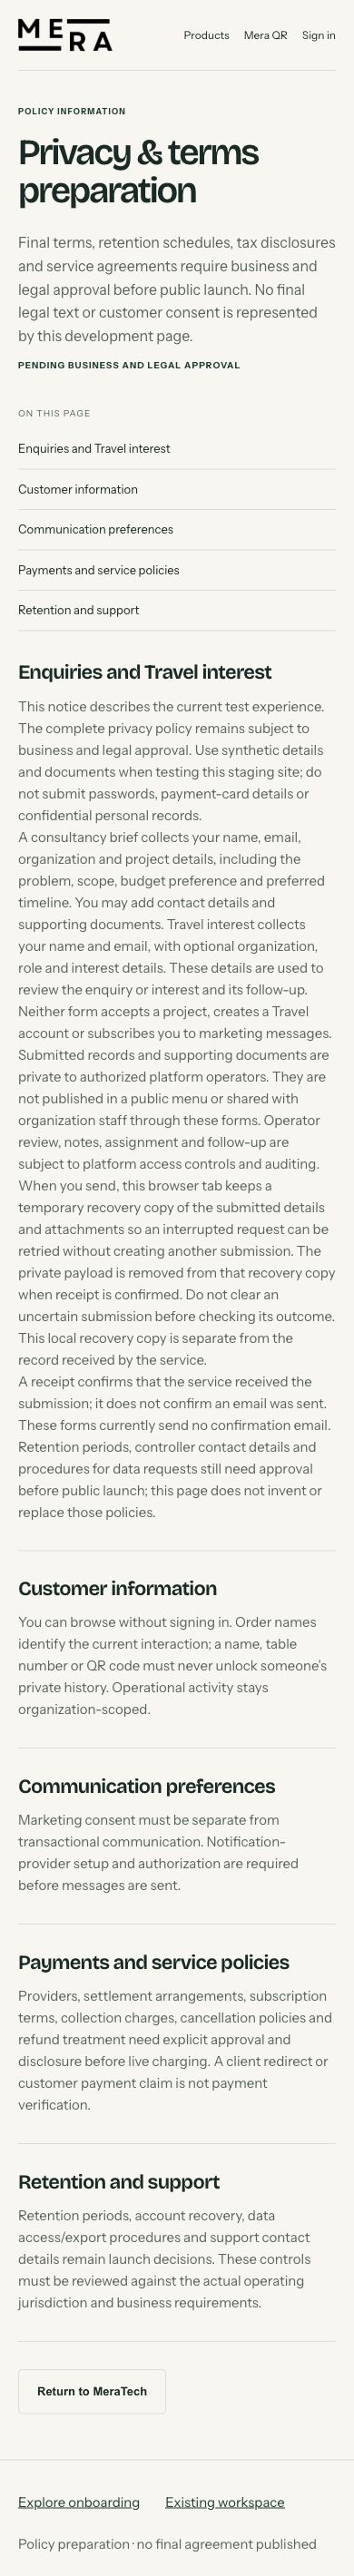 MERA
Products Mera QR Sign in
POLICY INFORMATION
Privacy & terms
preparation
Final terms, retention schedules, tax disclosures
and service agreements require business and
legal approval before public launch. No final
legal text or customer consent is represented
by this development page.
PENDING BUSINESS AND LEGAL APPROVAL
ON THIS PAGE
Enquiries and Travel interest
Customer information
Communication preferences
Payments and service policies
Retention and support
Enquiries and Travel interest
This notice describes the current test experience.
The complete privacy policy remains subject to
business and legal approval. Use synthetic details
and documents when testing this staging site; do
not submit passwords, payment-card details or
confidential personal records.
A consultancy brief collects your name, email,
organization and project details, including the
problem, scope, budget preference and preferred
timeline. You may add contact details and
supporting documents. Travel interest collects
your name and email, with optional organization,
role and interest details. These details are used to
review the enquiry or interest and its follow-up.
Neither form accepts a project, creates a Travel
account or subscribes you to marketing messages.
Submitted records and supporting documents are
private to authorized platform operators. They are
not published in a public menu or shared with
organization staff through these forms. Operator
review, notes, assignment and follow-up are
subject to platform access controls and auditing.
When you send, this browser tab keeps a
temporary recovery copy of the submitted details
and attachments so an interrupted request can be
retried without creating another submission. The
private payload is removed from that recovery copy
when receipt is confirmed. Do not clear an
uncertain submission before checking its outcome.
This local recovery copy is separate from the
record received by the service.
A receipt confirms that the service received the
submission; it does not confirm an email was sent.
These forms currently send no confirmation email.
Retention periods, controller contact details and
procedures for data requests still need approval
before public launch; this page does not invent or
replace those policies.
Customer information
You can browse without signing in. Order names
identify the current interaction; a name, table
number or QR code must never unlock someone's
private history. Operational activity stays
organization-scoped.
Communication preferences
Marketing consent must be separate from
transactional communication. Notification-
provider setup and authorization are required
before messages are sent.
Payments and service policies
Providers, settlement arrangements, subscription
terms, collection charges, cancellation policies and
refund treatment need explicit approval and
disclosure before live charging. A client redirect or
customer payment claim is not payment
verification.
Retention and support
Retention periods, account recovery, data
access/export procedures and support contact
details remain launch decisions. These controls
must be reviewed against the actual operating
jurisdiction and business requirements.
Return to MeraTech
Explore onboarding Existing workspace
Policy preparation · no final agreement published